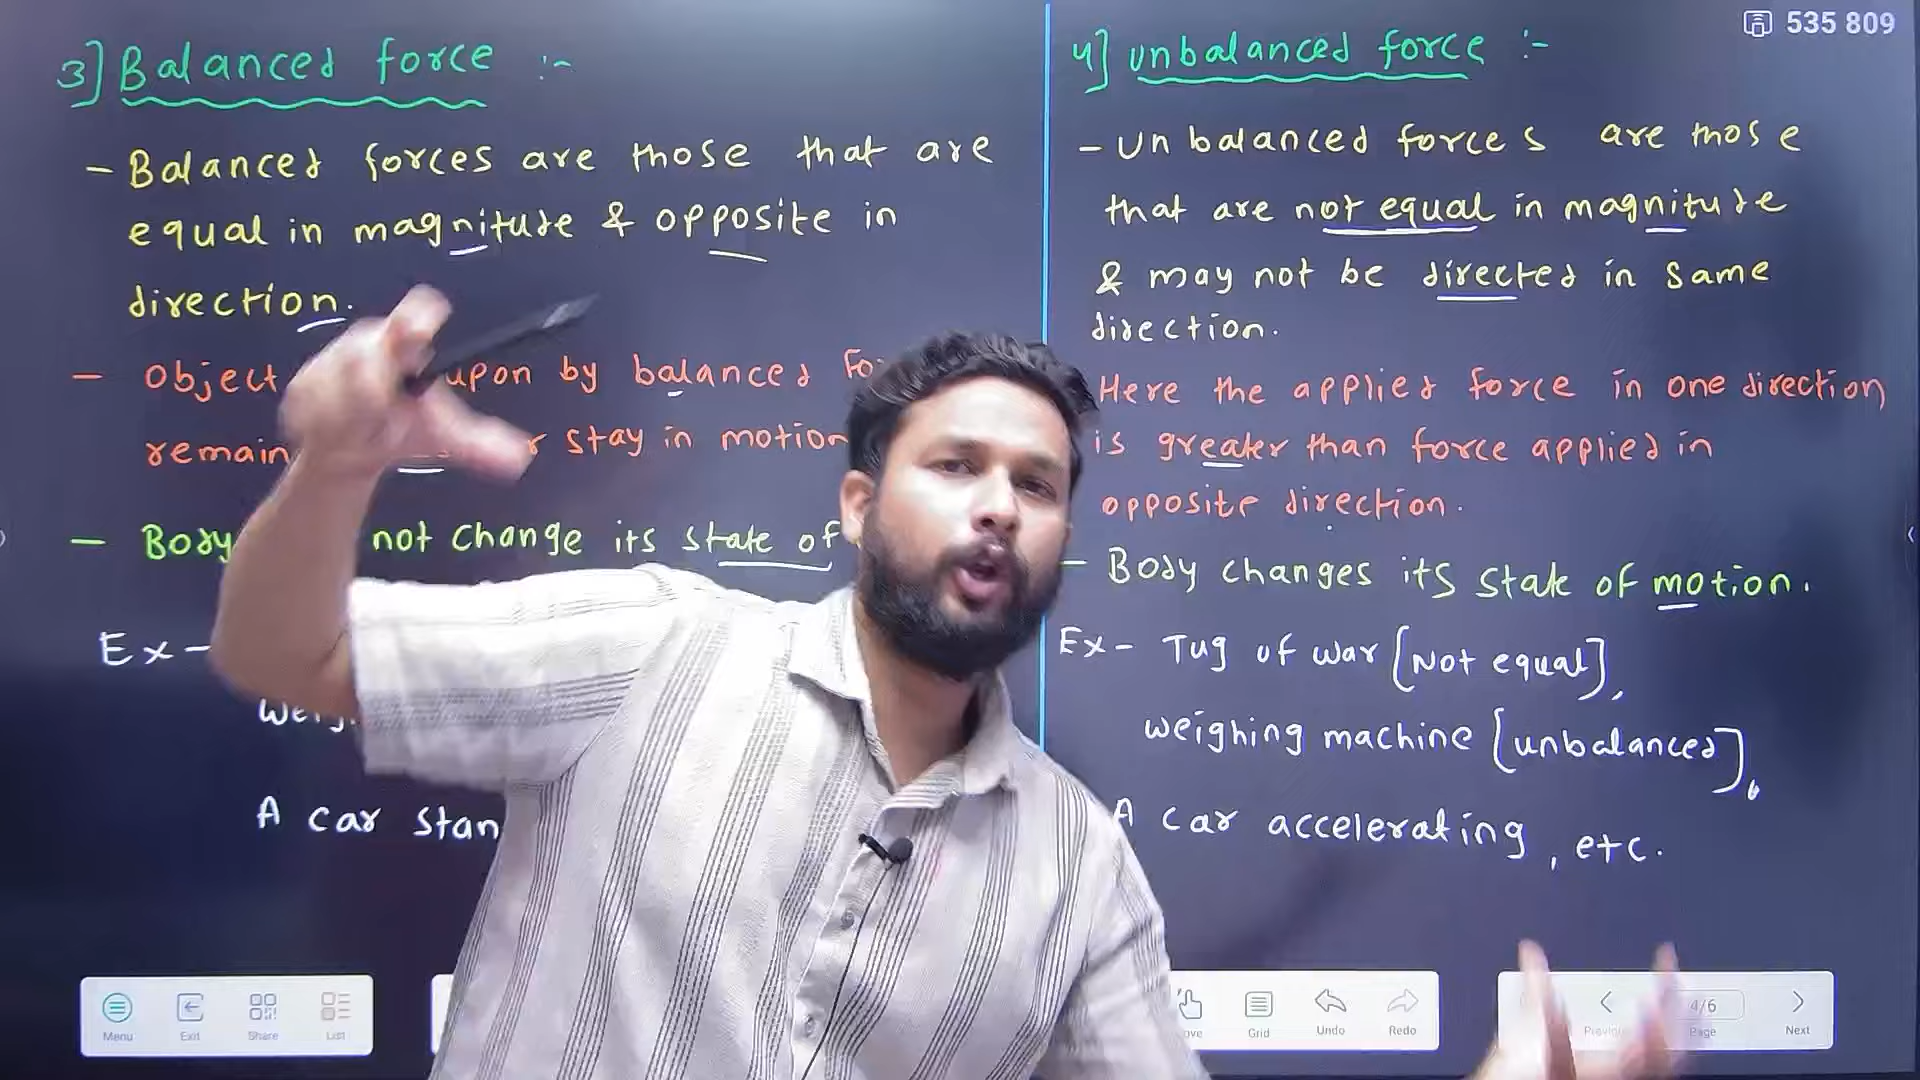 3] Balanced force :-
- Balanced forces are those that are
equal in magnitude & opposite in
direction.
- Object upon by balanced
remain stay in motion
- Body not change its state of
Ex-
A car
4] unbalanced force :-
- Unbalanced forces are those
that are not equal in magnitude
& may not be directed in same
direction.
Here the applied force in one direction
is greater than force applied in
opposite direction.
- Body changes its state of motion.
Ex- Tug of war [Not equal],
weighing machine [unbalanced],
A car accelerating, etc.
535 809
Menu Exit Share List
Grid Undo Redo
4/6
Page Next